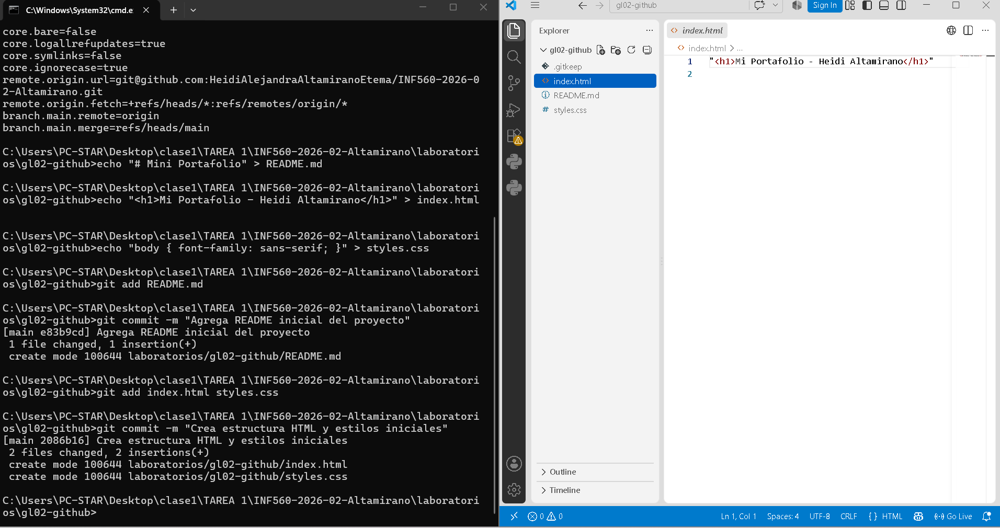 C:\Windows\System32\cmd.e
core.bare=false
core.logallrefupdates=true
core.symlinks=false
core.ignorecase=true
remote.origin.url=git@github.com:HeidiAlejandraAltamiranoEtema/INF560-2026-0
2-Altamirano.git
remote.origin.fetch=+refs/heads/*:refs/remotes/origin/*
branch.main.remote=origin
branch.main.merge=refs/heads/main
C:\Users\PC-STAR\Desktop\clase1\TAREA 1\INF560-2026-02-Altamirano\laboratori
os\gl02-github>echo "# Mini Portafolio" > README.md
C:\Users\PC-STAR\Desktop\clase1\TAREA 1\INF560-2026-02-Altamirano\laboratori
os\gl02-github>echo "<h1>Mi Portafolio - Heidi Altamirano</h1>" > index.html
C:\Users\PC-STAR\Desktop\clase1\TAREA 1\INF560-2026-02-Altamirano\laboratori
os\gl02-github>echo "body { font-family: sans-serif; }" > styles.css
C:\Users\PC-STAR\Desktop\clase1\TAREA 1\INF560-2026-02-Altamirano\laboratori
os\gl02-github>git add README.md
C:\Users\PC-STAR\Desktop\clase1\TAREA 1\INF560-2026-02-Altamirano\laboratori
os\gl02-github>git commit -m "Agrega README inicial del proyecto"
[main e83b9cd] Agrega README inicial del proyecto
 1 file changed, 1 insertion(+)
 create mode 100644 laboratorios/gl02-github/README.md
C:\Users\PC-STAR\Desktop\clase1\TAREA 1\INF560-2026-02-Altamirano\laboratori
os\gl02-github>git add index.html styles.css
C:\Users\PC-STAR\Desktop\clase1\TAREA 1\INF560-2026-02-Altamirano\laboratori
os\gl02-github>git commit -m "Crea estructura HTML y estilos iniciales"
[main 2086b16] Crea estructura HTML y estilos iniciales
 2 files changed, 2 insertions(+)
 create mode 100644 laboratorios/gl02-github/index.html
 create mode 100644 laboratorios/gl02-github/styles.css
C:\Users\PC-STAR\Desktop\clase1\TAREA 1\INF560-2026-02-Altamirano\laboratori
os\gl02-github>
gl02-github
Sign In
Explorer
gl02-github
.gitkeep
index.html
README.md
styles.css
Outline
Timeline
index.html
index.html > ...
1 "<h1>Mi Portafolio - Heidi Altamirano</h1>"
2
0 0
Ln 1, Col 1 Spaces: 4 UTF-8 CRLF {} HTML Go Live